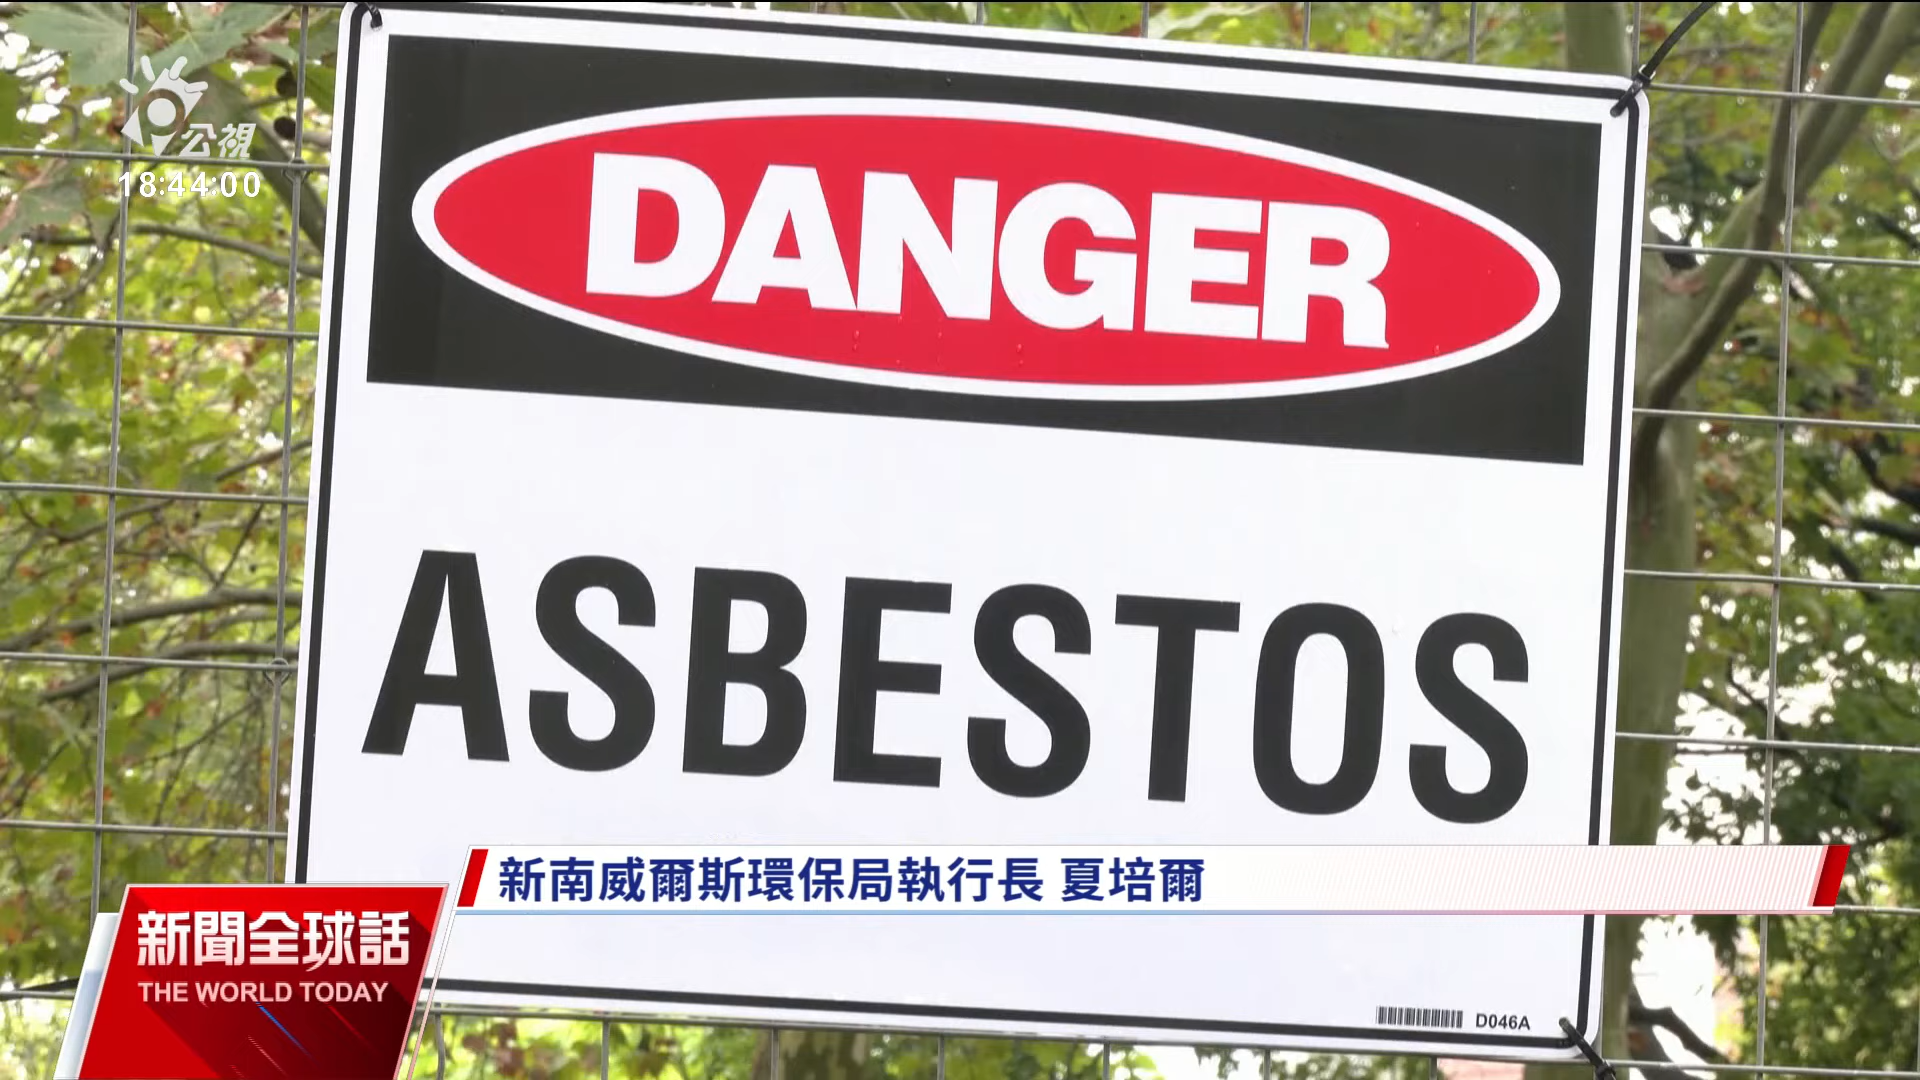 公視
18:44:00
DANGER
ASBESTOS
新南威爾斯環保局執行長 夏培爾
新聞全球話
THE WORLD TODAY
D046A